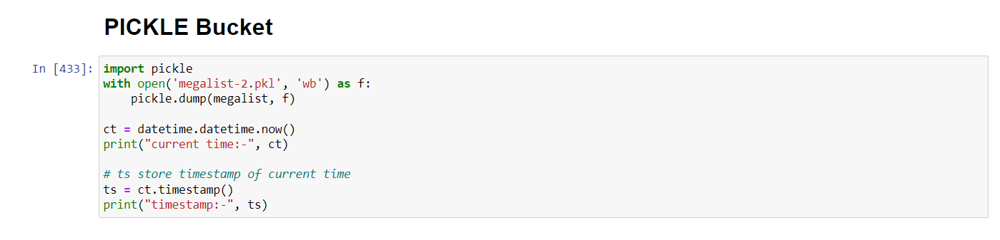 PICKLE Bucket
In [433]: import pickle
with open('megalist-2.pkl', 'wb') as f:
    pickle.dump(megalist, f)

ct = datetime.datetime.now()
print("current time:-", ct)

# ts store timestamp of current time
ts = ct.timestamp()
print("timestamp:-", ts)